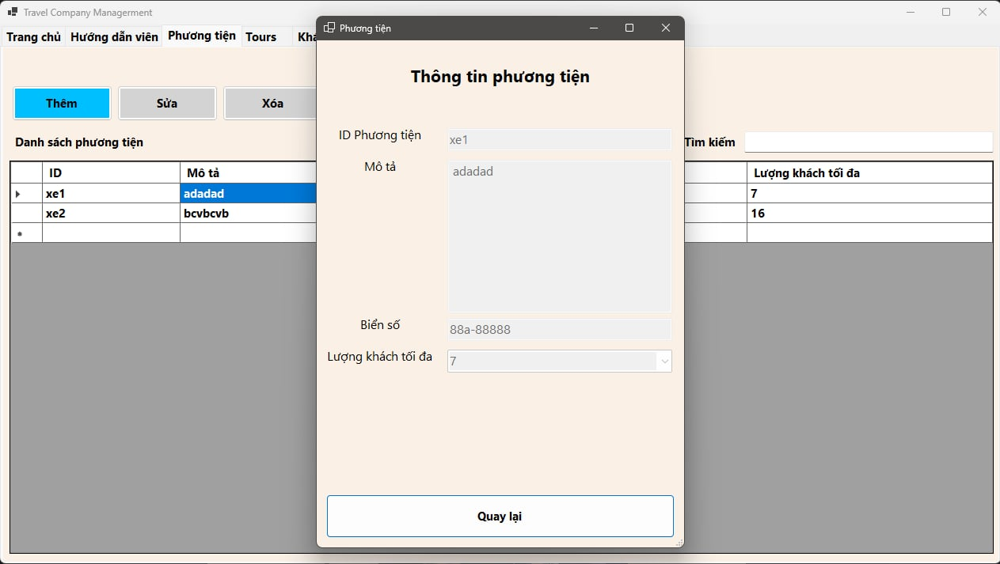 Travel Company Managerment
Trang chủ Hướng dẫn viên Phương tiện Tours Kha
Thêm Sửa Xóa
Danh sách phương tiện
Tìm kiếm
ID Mô tả Lượng khách tối đa
xe1 adadad 7
xe2 bcvbcvb 16
Phương tiện
Thông tin phương tiện
ID Phương tiện xe1
Mô tả adadad
Biển số 88a-88888
Lượng khách tối đa 7
Quay lại